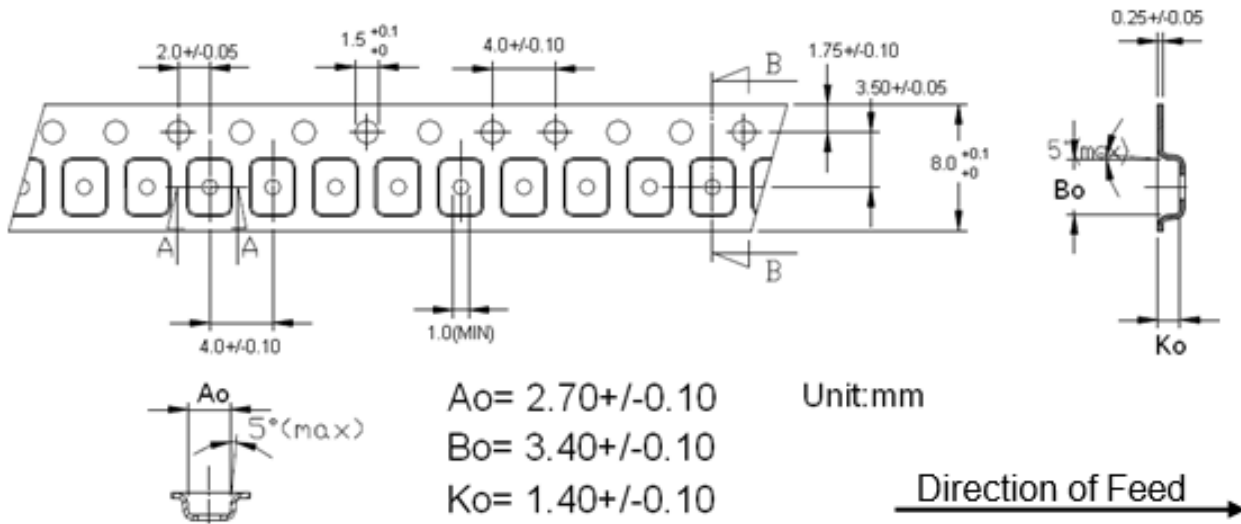 0.25+/-0.05
2.0+/-0.05
1.5 +0.1
+0
4.0+/-0.10
B
1.75+/-0.10
3.50+/-0.05
8.0 +0.1
+0
5°(max)
Bo
A A
B
4.0+/-0.10
1.0(MIN)
Ko
Ao
5°(max)
Ao= 2.70+/-0.10
Unit:mm
Bo= 3.40+/-0.10
Ko= 1.40+/-0.10
Direction of Feed